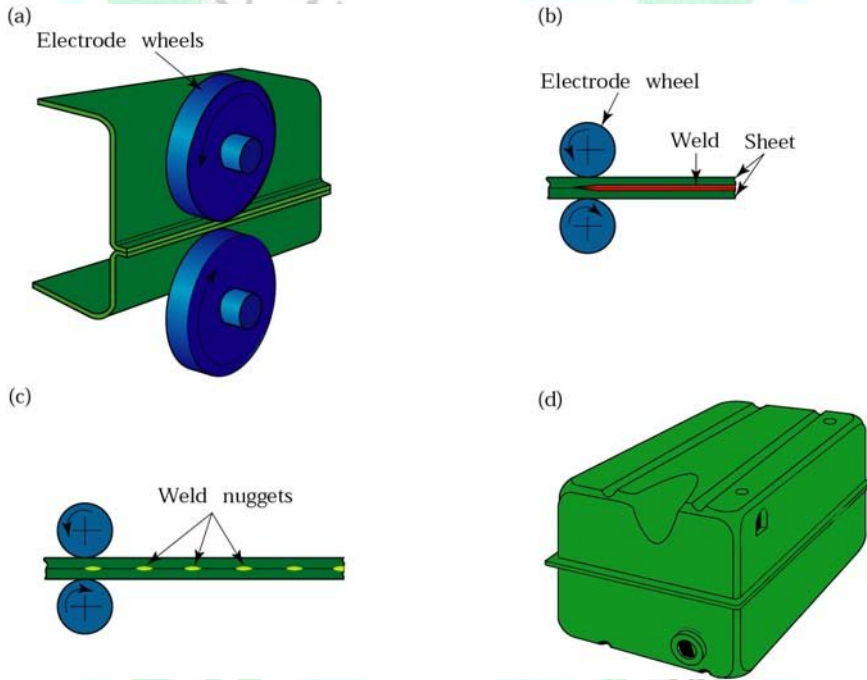 (a)
Electrode wheels
(b)
Electrode wheel
Weld
Sheet
(c)
Weld nuggets
(d)